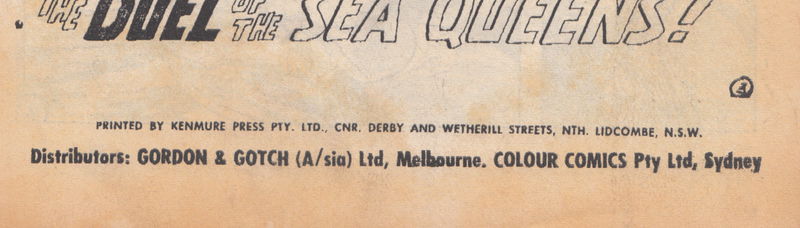 THE DUEL OF THE SEA QUEENS!
2
PRINTED BY KENMURE PRESS PTY. LTD., CNR. DERBY AND WETHERILL STREETS, NTH. LIDCOMBE, N.S.W.
Distributors: GORDON & GOTCH (A/sia) Ltd, Melbourne. COLOUR COMICS Pty Ltd, Sydney